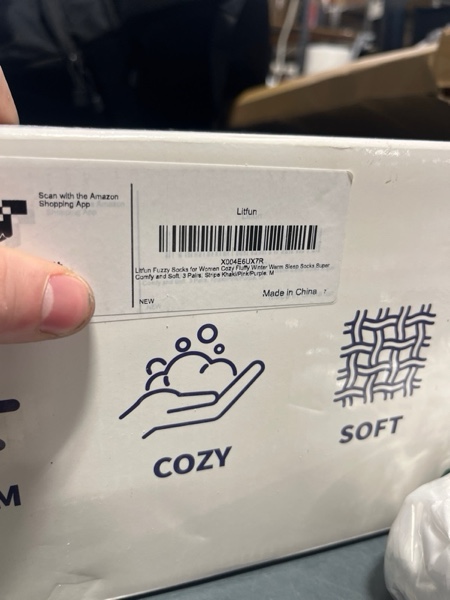 Scan with the Amazon
Shopping App
Litfun
X004E6UX7R
Litfun Fuzzy Socks for Women Cozy Fluffy Winter Warm Sleep Socks Super
Comfy and Soft, 3 Pairs, Stripe Khaki/Pink/Purple, M
NEW
Made in China
COZY
SOFT
M